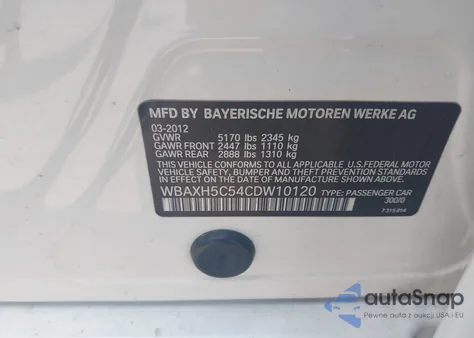 MFD BY BAYERISCHE MOTOREN WERKE AG
03-2012
GVWR 5170 lbs 2345 kg
GAWR FRONT 2447 lbs 1110 kg
GAWR REAR 2888 lbs 1310 kg
THIS VEHICLE CONFORMS TO ALL APPLICABLE U.S.FEDERAL MOTOR
VEHICLE SAFETY, BUMPER, AND THEFT PREVENTION STANDARDS IN
EFFECT ON THE DATE OF MANUFACTURE SHOWN ABOVE.
WBAXH5C54CDW10120 TYPE: PASSENGER CAR
300/0
7315814
autoSnap
Pewne auta z aukcji USA i EU